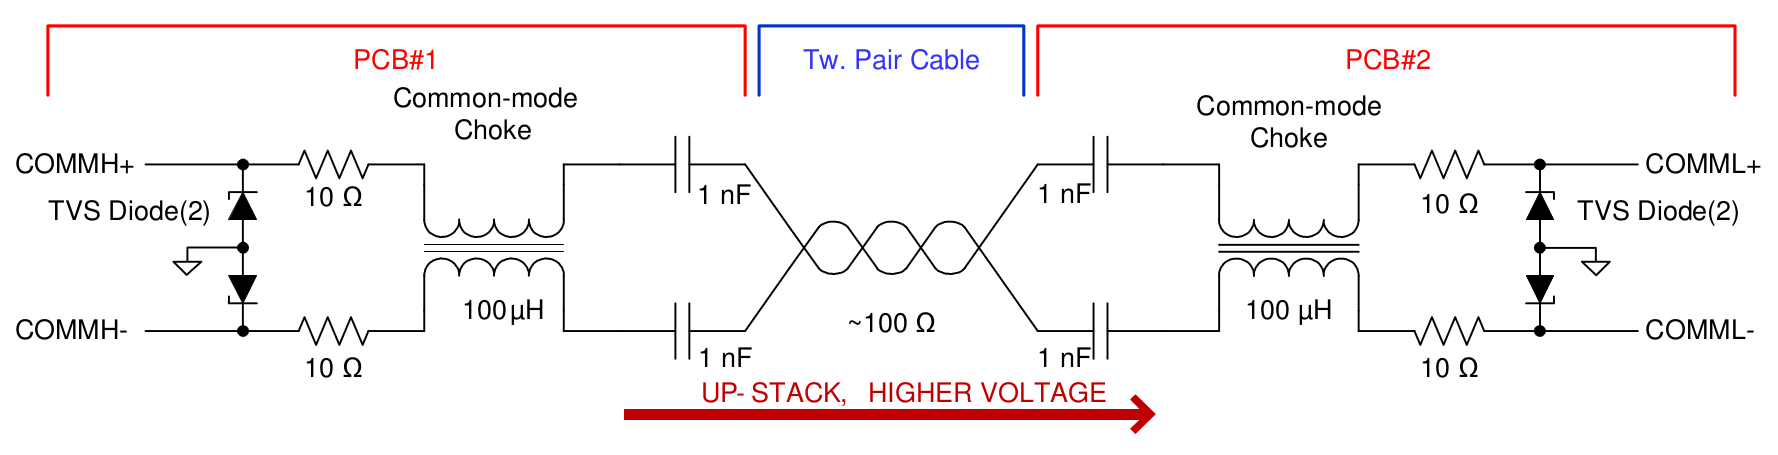 PCB#1
Tw. Pair Cable
PCB#2
Common-mode
Choke
Common-mode
Choke
COMMH+
10 Ω
1 nF
1 nF
10 Ω
COMML+
TVS Diode(2)
TVS Diode(2)
100µH
~100 Ω
100 µH
COMMH-
10 Ω
1 nF
1 nF
10 Ω
COMML-
UP- STACK, HIGHER VOLTAGE